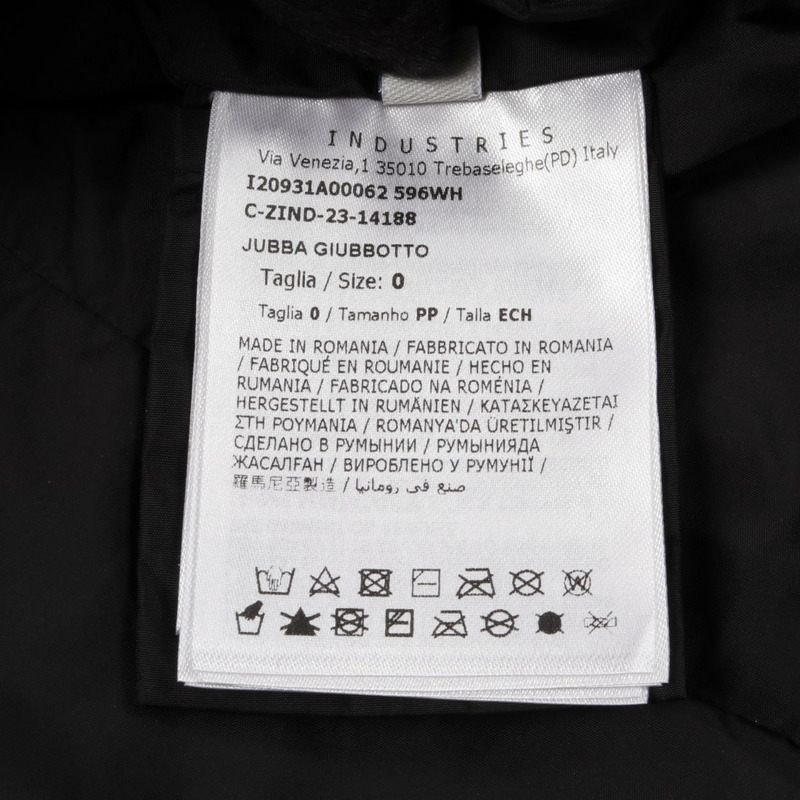 INDUSTRIES
Via Venezia,1 35010 Trebaseleghe(PD) Italy
I20931A00062 596WH
C-ZIND-23-14188
JUBBA GIUBBOTTO
Taglia / Size: 0
Taglia 0 / Tamanho PP / Talla ECH
MADE IN ROMANIA / FABBRICATO IN ROMANIA
/ FABRIQUÉ EN ROUMANIE / HECHO EN
RUMANIA / FABRICADO NA ROMÉNIA /
HERGESTELLT IN RUMÄNIEN / ΚΑΤΑΣΚΕΥΑΖΕΤΑΙ
ΣΤΗ ΡΟΥΜΑΝΙΑ / ROMANYA'DA ÜRETILMIŞTIR /
СДЕЛАНО В РУМЫНИИ / РУМЫНИЯДА
ЖАСАЛҒАН / ВИРОБЛЕНО У РУМУНІЇ /
羅馬尼亞製造 / صنع في رومانيا